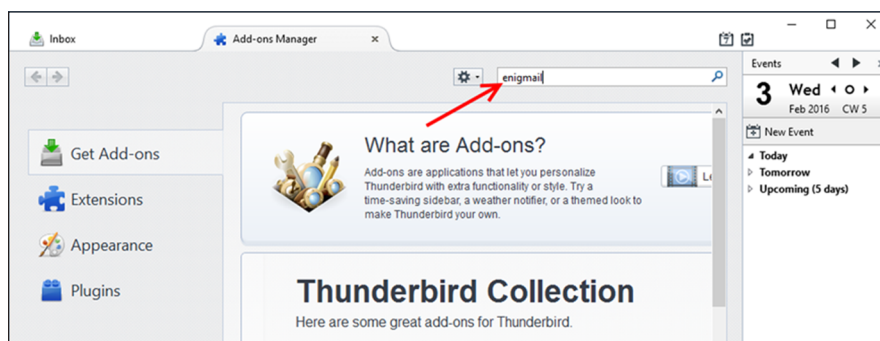 Inbox
Add-ons Manager
enigmail
Get Add-ons
Extensions
Appearance
Plugins
What are Add-ons?
Add-ons are applications that let you personalize
Thunderbird with extra functionality or style. Try a
time-saving sidebar, a weather notifier, or a themed look to
make Thunderbird your own.
Thunderbird Collection
Here are some great add-ons for Thunderbird.
Events
3 Wed
Feb 2016 CW 5
New Event
Today
Tomorrow
Upcoming (5 days)